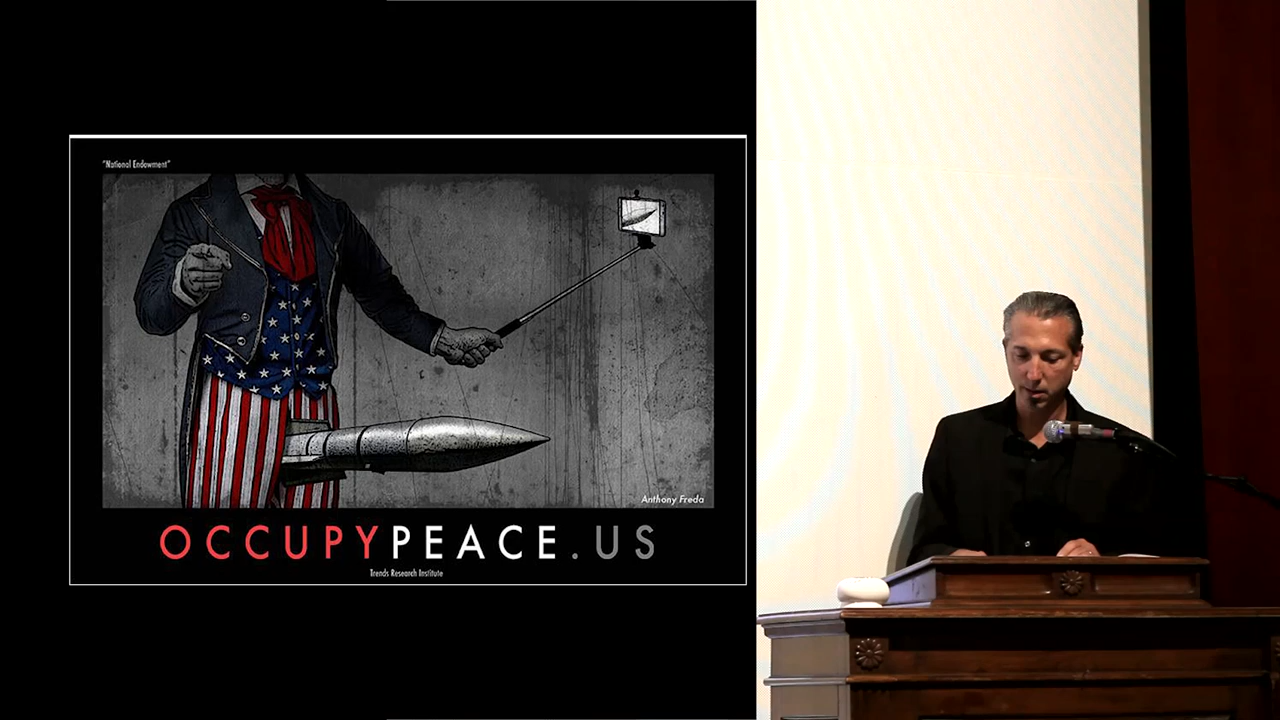 "National Endowment"
Anthony Freda
OCCUPYPEACE.US
Trends Research Institute